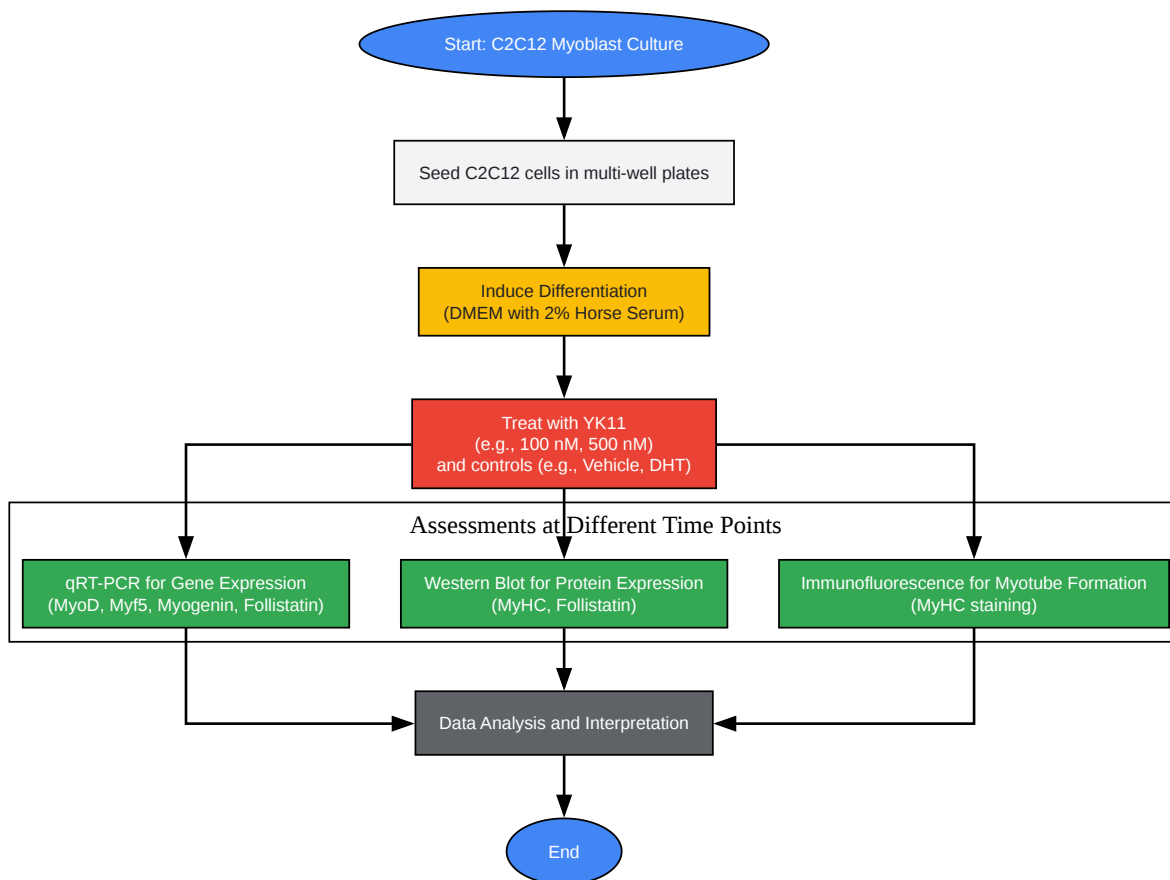 Start: C2C12 Myoblast Culture
Seed C2C12 cells in multi-well plates
Induce Differentiation
(DMEM with 2% Horse Serum)
Treat with YK11
(e.g., 100 nM, 500 nM)
and controls (e.g., Vehicle, DHT)
Assessments at Different Time Points
qRT-PCR for Gene Expression
(MyoD, Myf5, Myogenin, Follistatin)
Western Blot for Protein Expression
(MyHC, Follistatin)
Immunofluorescence for Myotube Formation
(MyHC staining)
Data Analysis and Interpretation
End